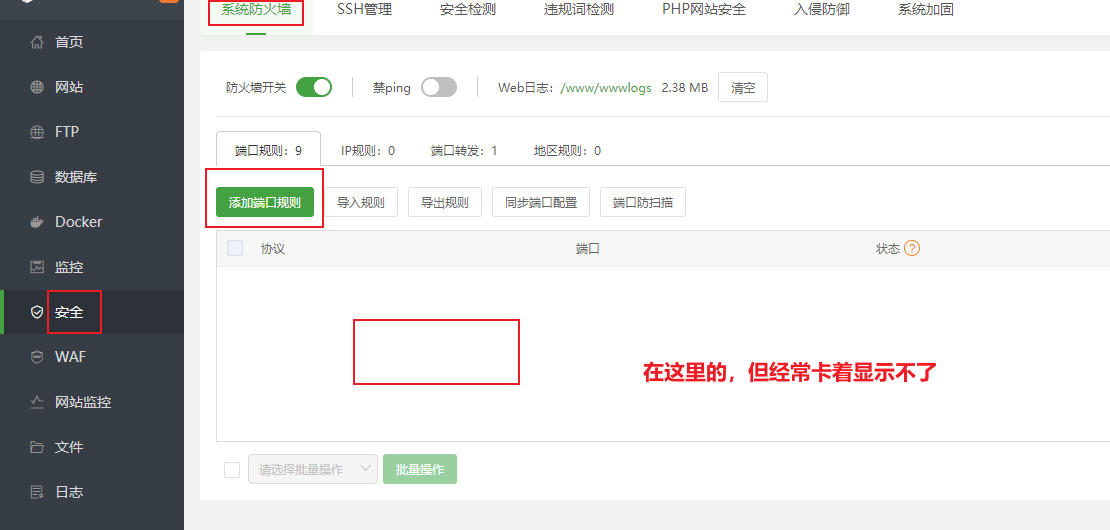 系统防火墙 SSH管理 安全检测 违规词检测 PHP网站安全 入侵防御 系统加固
首页
防火墙开关 禁ping Web日志: /www/wwwlogs 2.38 MB 清空
网站
FTP
端口规则: 9 IP规则: 0 端口转发: 1 地区规则: 0
数据库
添加端口规则 导入规则 导出规则 同步端口配置 端口防扫描
Docker
协议 端口 状态 ?
监控
安全
WAF
在这里的，但经常卡着显示不了
网站监控
文件
请选择批量操作 批量操作
日志